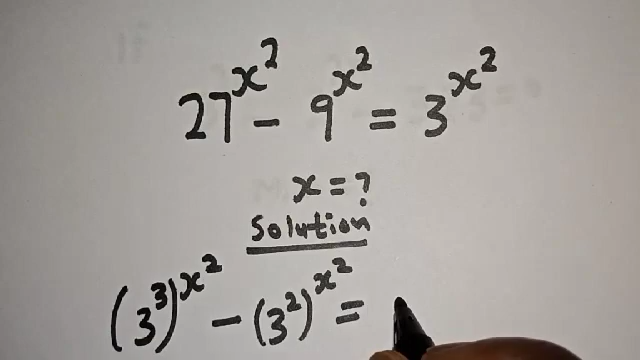 27^{x^2} - 9^{x^2} = 3^{x^2}
x = ?
Solution
(3^3)^{x^2} - (3^2)^{x^2} =